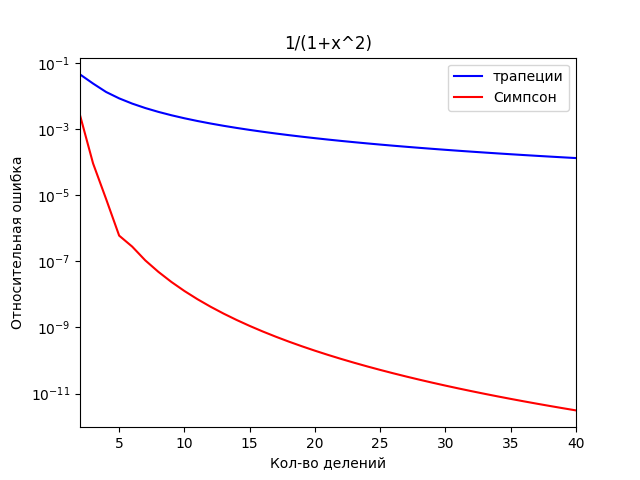 1/(1+x^2)
трапеции
Симпсон
Относительная ошибка
10⁻¹
10⁻³
10⁻⁵
10⁻⁷
10⁻⁹
10⁻¹¹
5 10 15 20 25 30 35 40
Кол-во делений